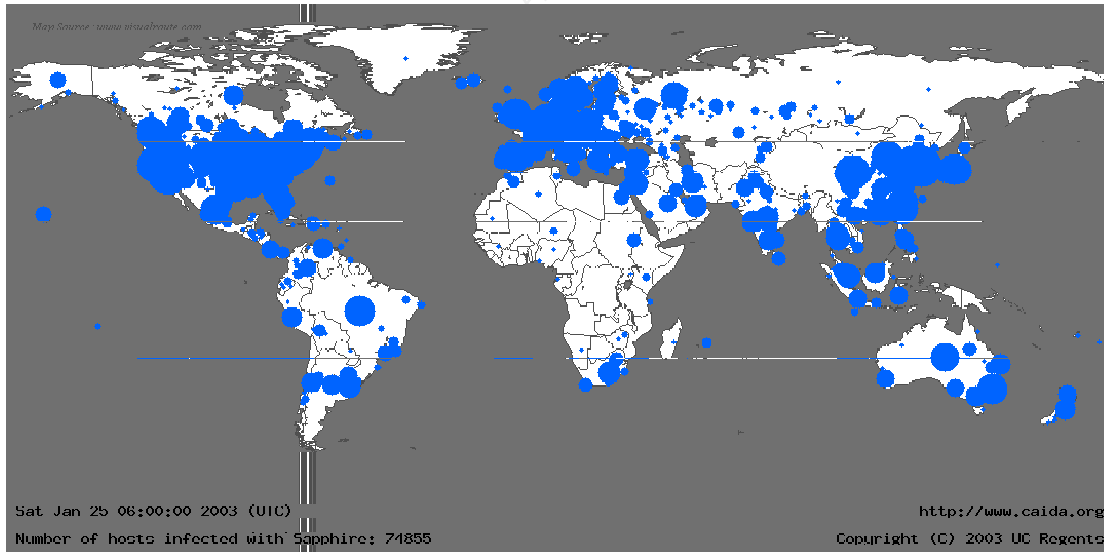 Map Source: www.visualroute.com
Sat Jan 25 06:00:00 2003 (UTC)
http://www.caida.org
Number of hosts infected with Sapphire: 74855
Copyright (C) 2003 UC Regents